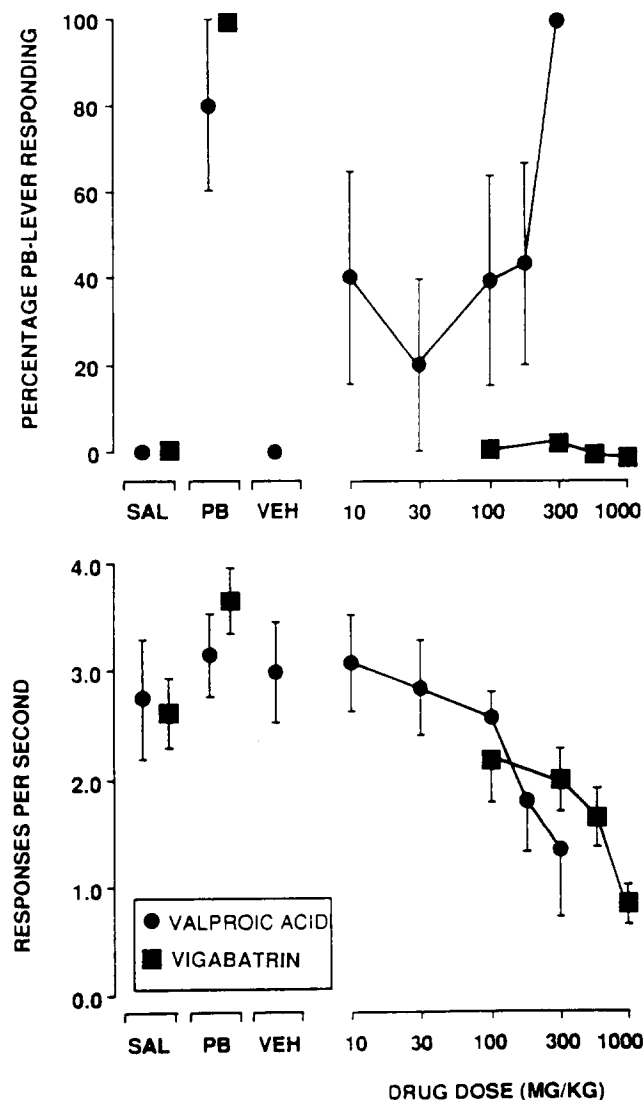 PERCENTAGE PB-LEVER RESPONDING
100
80
60
40
20
0
SAL PB VEH 10 30 100 300 1000
RESPONSES PER SECOND
4.0
3.0
2.0
1.0
0.0
VALPROIC ACID
VIGABATRIN
SAL PB VEH 10 30 100 300 1000
DRUG DOSE (MG/KG)